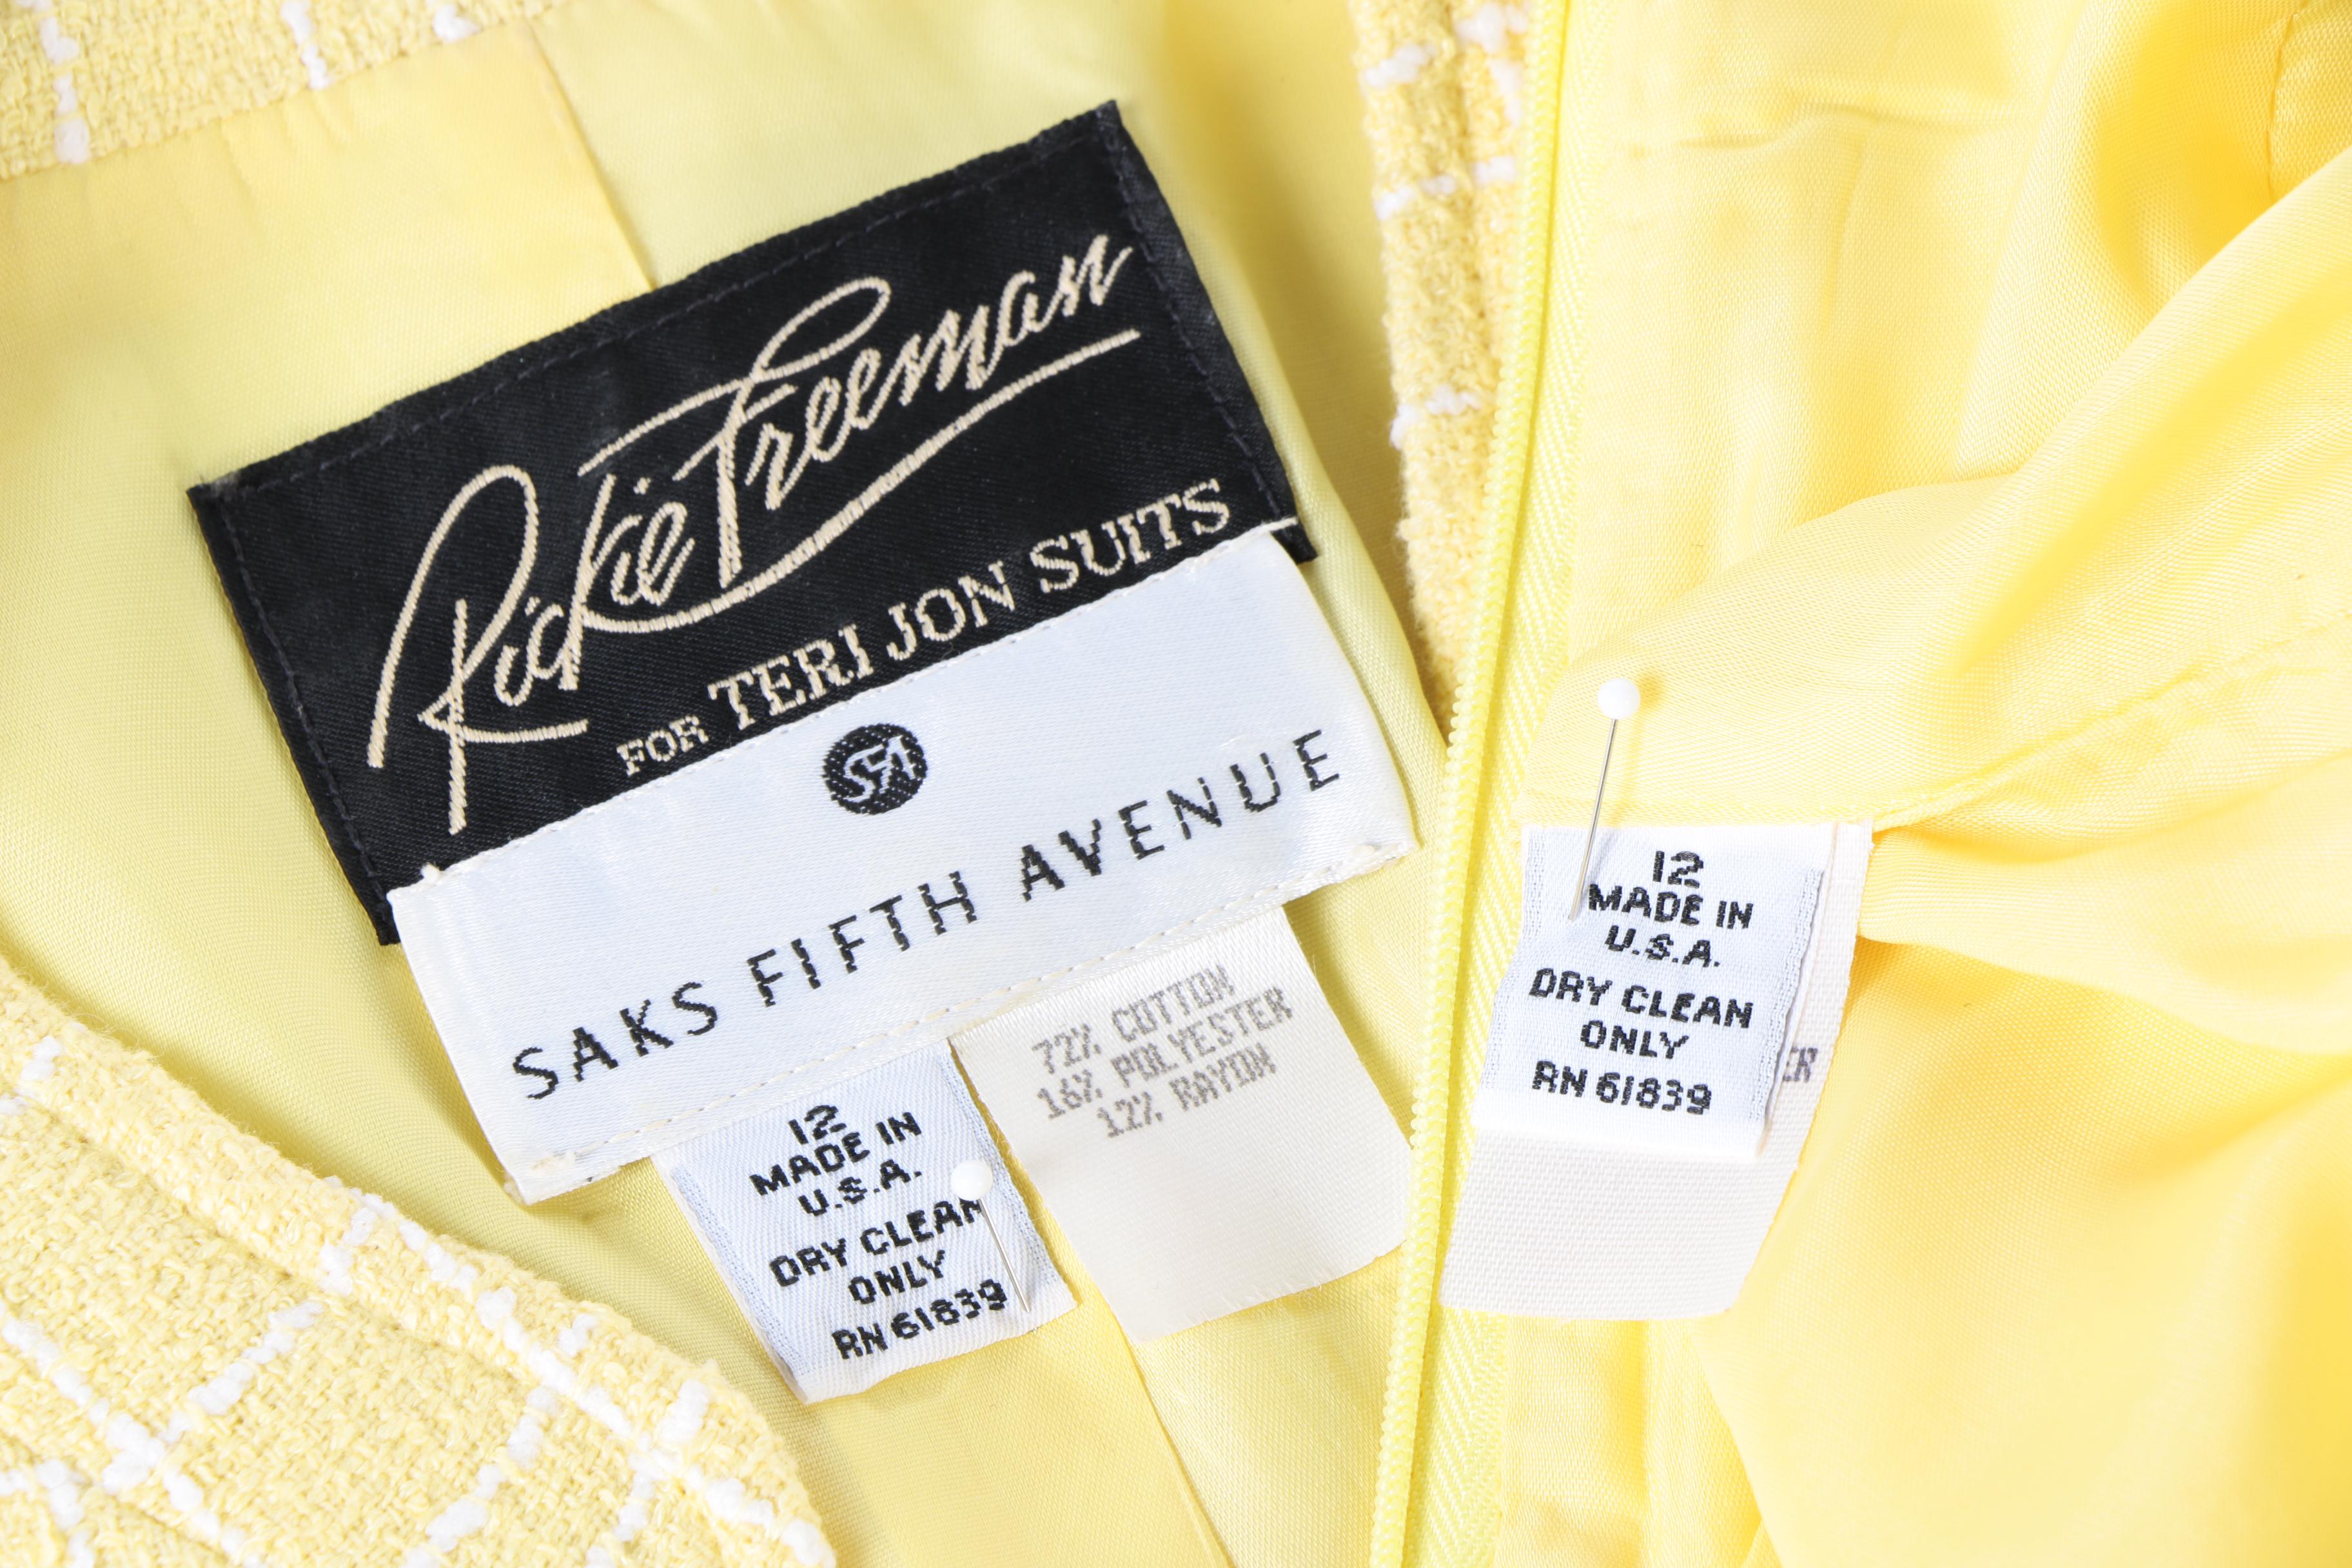 Rickie Freeman
FOR TERI JON SUITS
SFA
SAKS FIFTH AVENUE
12
MADE IN
U.S.A.
DRY CLEAN
ONLY
RN 61839
72% COTTON
16% POLYESTER
12% RAYON
12
MADE IN
U.S.A.
DRY CLEAN
ONLY
RN 61839
ER